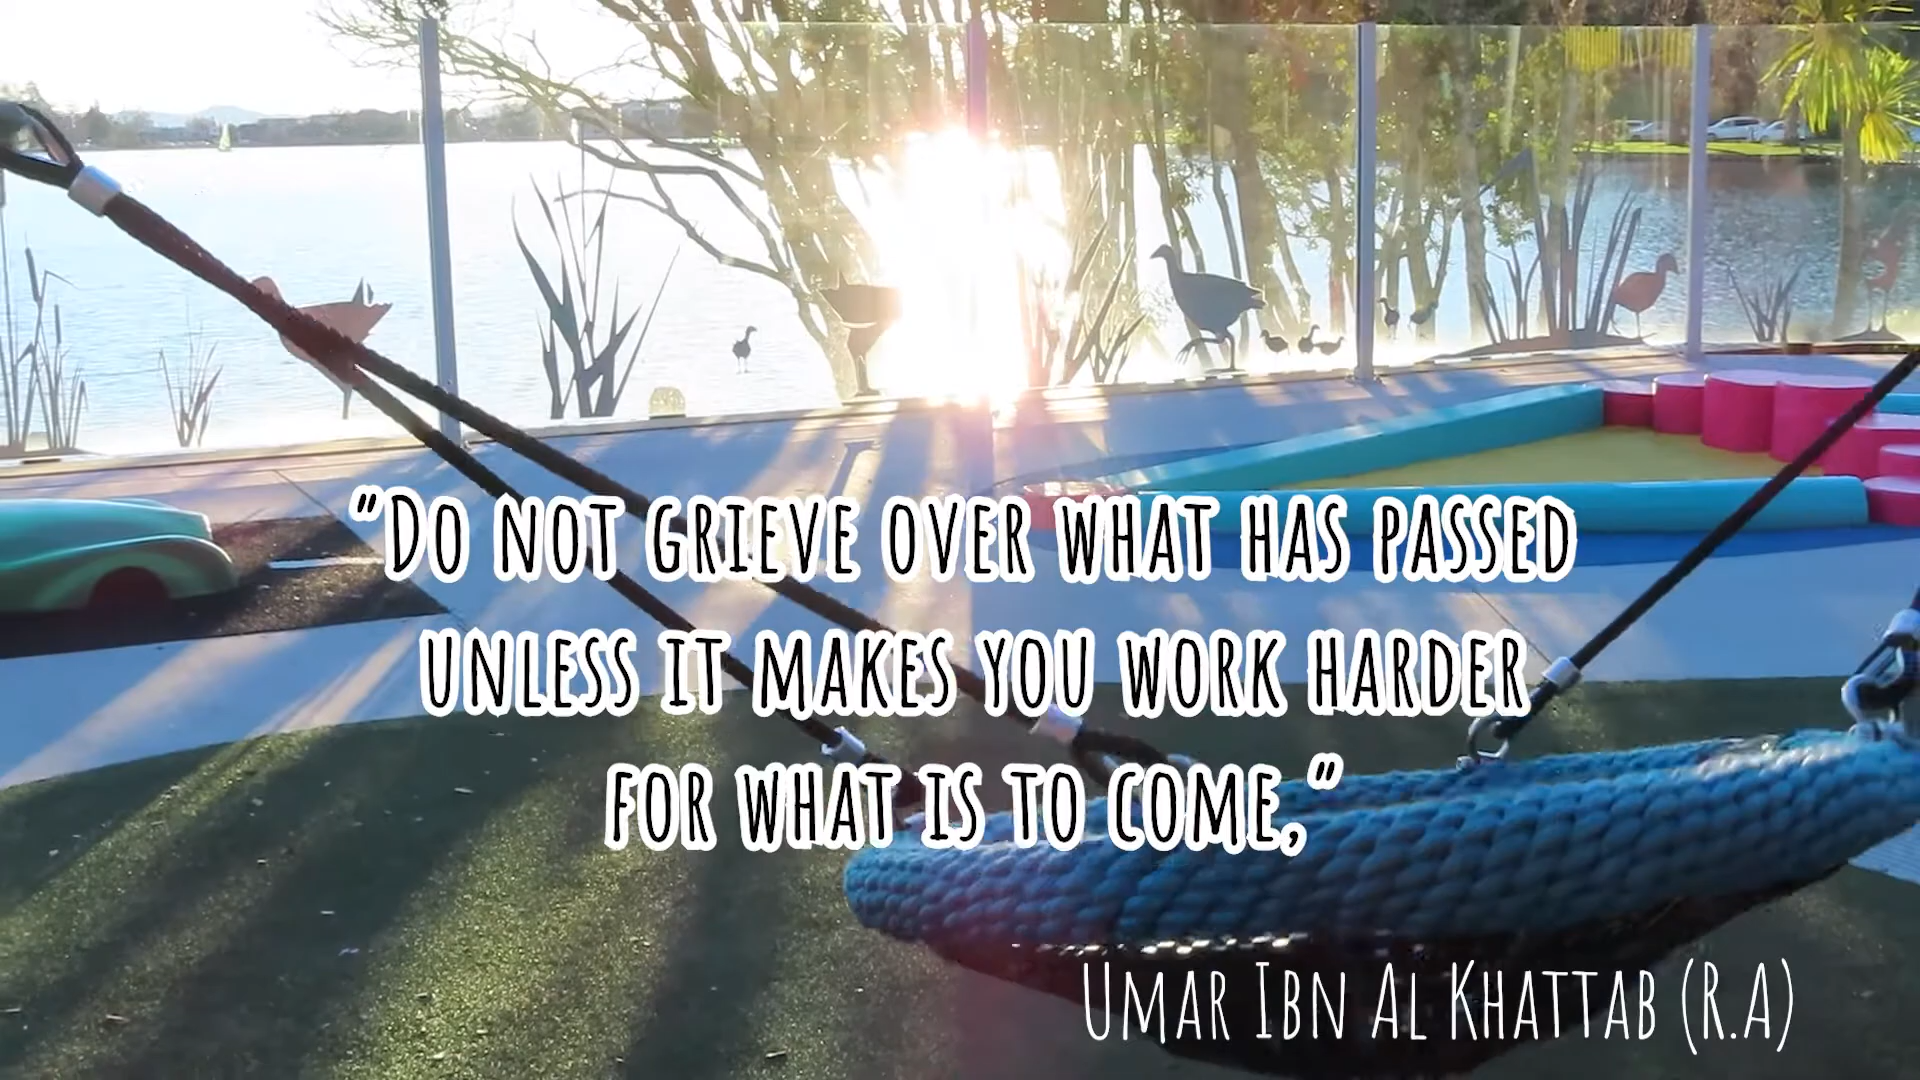 “Do not grieve over what has passed
unless it makes you work harder
for what is to come,”
Umar Ibn Al Khattab (R.A)